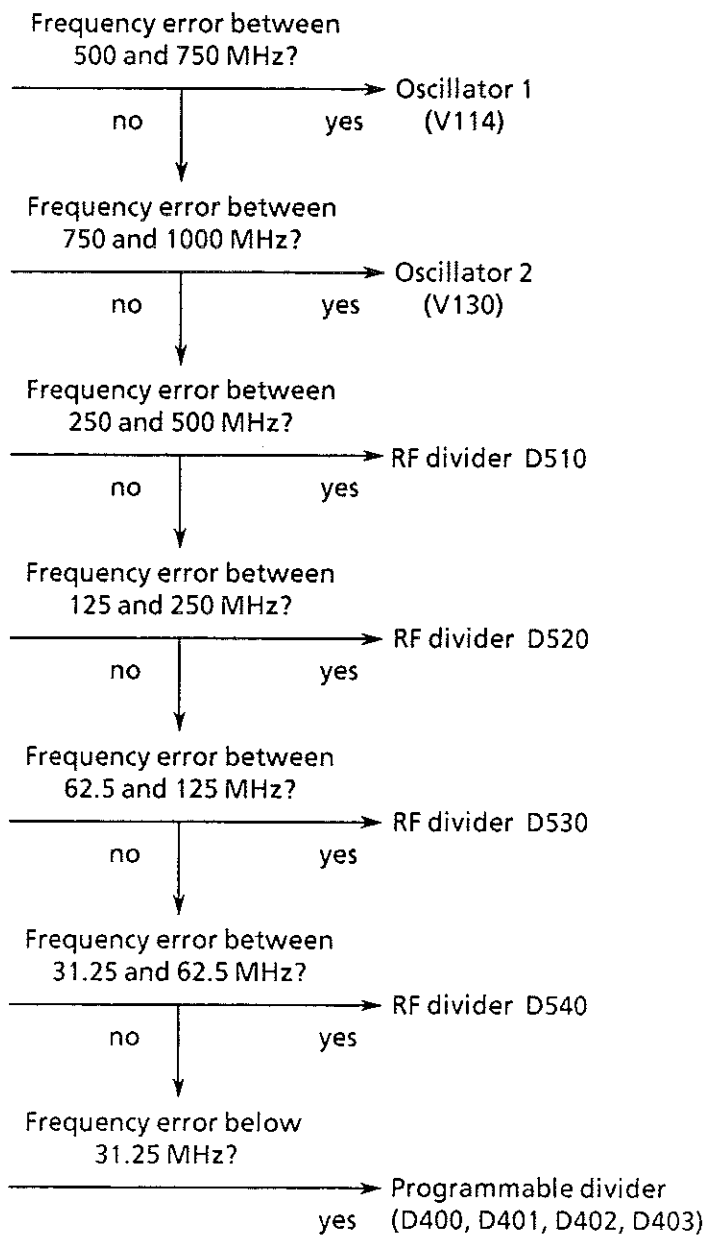 Frequency error between
500 and 750 MHz?
Oscillator 1
no yes (V114)
Frequency error between
750 and 1000 MHz?
Oscillator 2
no yes (V130)
Frequency error between
250 and 500 MHz?
RF divider D510
no yes
Frequency error between
125 and 250 MHz?
RF divider D520
no yes
Frequency error between
62.5 and 125 MHz?
RF divider D530
no yes
Frequency error between
31.25 and 62.5 MHz?
RF divider D540
no yes
Frequency error below
31.25 MHz?
Programmable divider
yes (D400, D401, D402, D403)